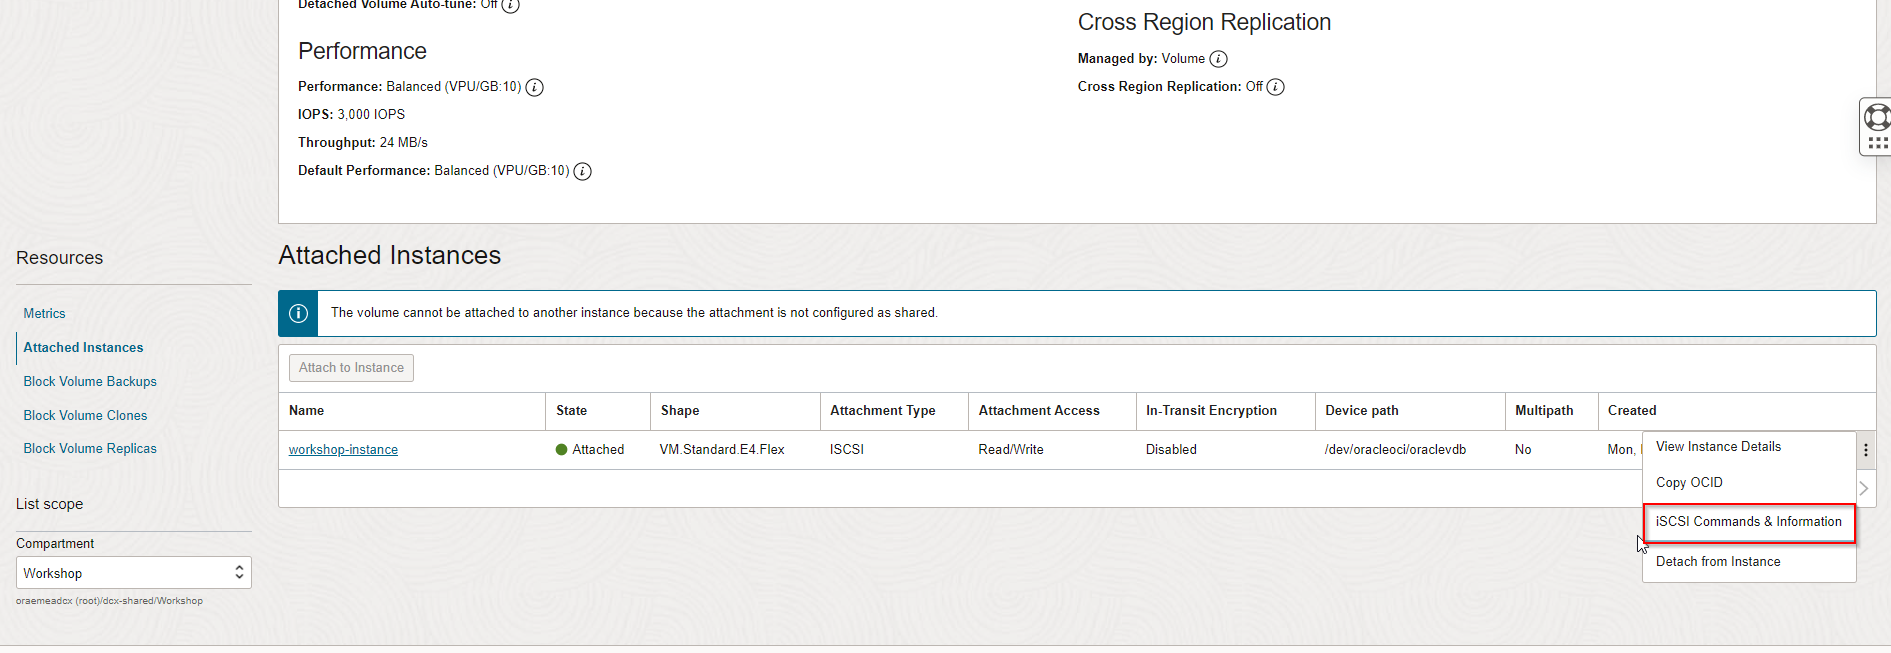 Detached Volume Auto-tune: Off
Performance
Performance: Balanced (VPU/GB:10)
IOPS: 3,000 IOPS
Throughput: 24 MB/s
Default Performance: Balanced (VPU/GB:10)
Cross Region Replication
Managed by: Volume
Cross Region Replication: Off
Resources
Metrics
Attached Instances
Block Volume Backups
Block Volume Clones
Block Volume Replicas
List scope
Compartment
Workshop
oraemeadcx (root)/dcx-shared/Workshop
Attached Instances
The volume cannot be attached to another instance because the attachment is not configured as shared.
Attach to Instance
Name State Shape Attachment Type Attachment Access In-Transit Encryption Device path Multipath Created
workshop-instance Attached VM.Standard.E4.Flex ISCSI Read/Write Disabled /dev/oracleoci/oraclevdb No Mon,
View Instance Details
Copy OCID
iSCSI Commands & Information
Detach from Instance